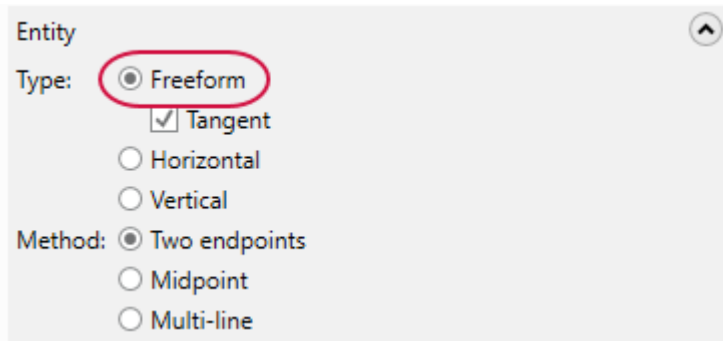 Entity
Type: Freeform
Tangent
Horizontal
Vertical
Method: Two endpoints
Midpoint
Multi-line